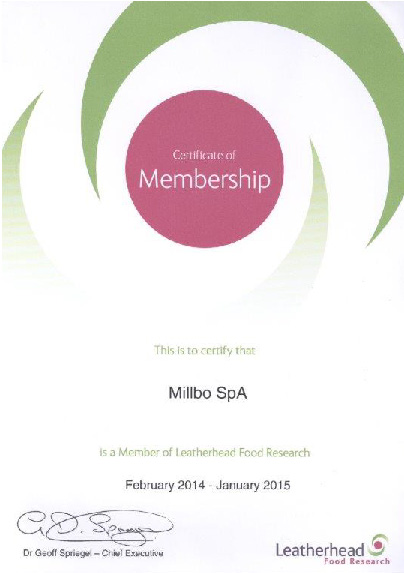 Certificate of
Membership
This is to certify that
Millbo SpA
is a Member of Leatherhead Food Research
February 2014 - January 2015
Dr Geoff Spriegel – Chief Executive
Leatherhead
Food Research